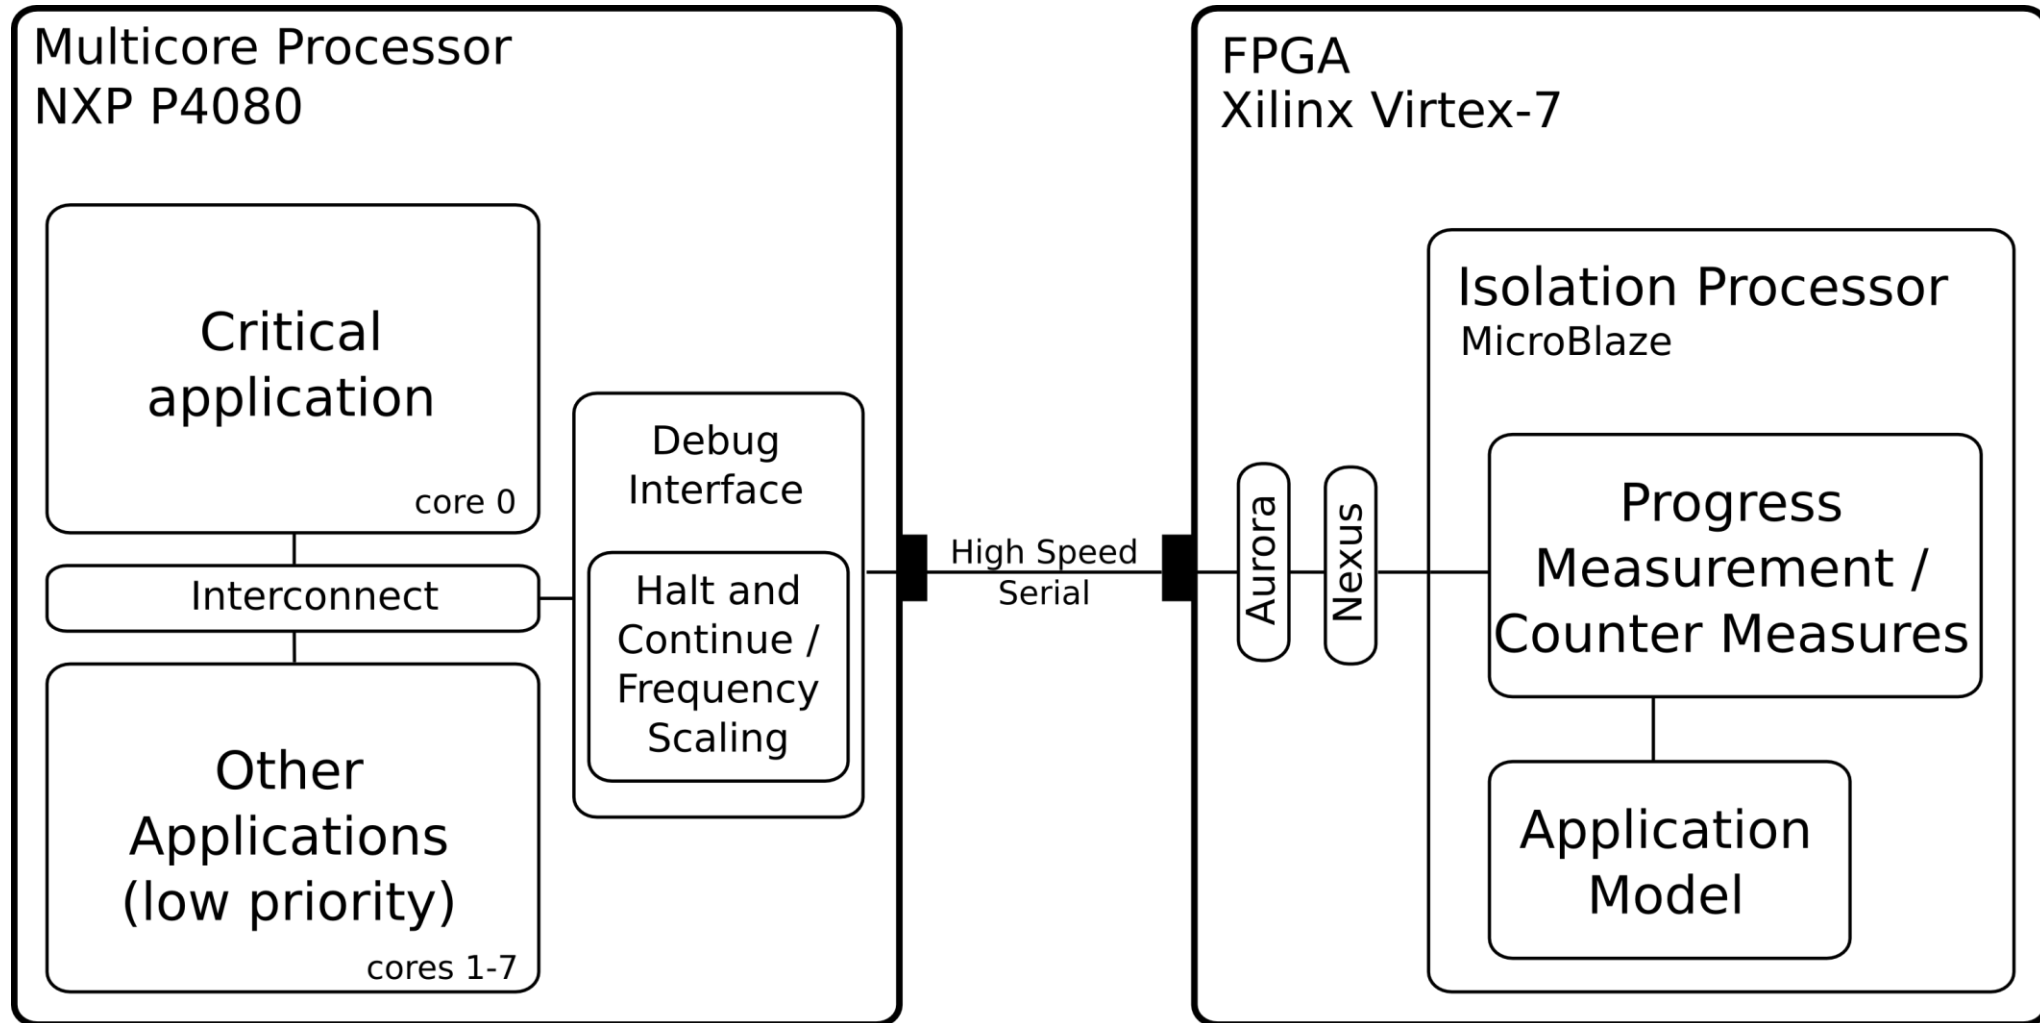 Multicore Processor
NXP P4080
Critical
application
core 0
Interconnect
Other
Applications
(low priority)
cores 1-7
Debug
Interface
Halt and
Continue /
Frequency
Scaling
High Speed
Serial
FPGA
Xilinx Virtex-7
Aurora
Nexus
Isolation Processor
MicroBlaze
Progress
Measurement /
Counter Measures
Application
Model